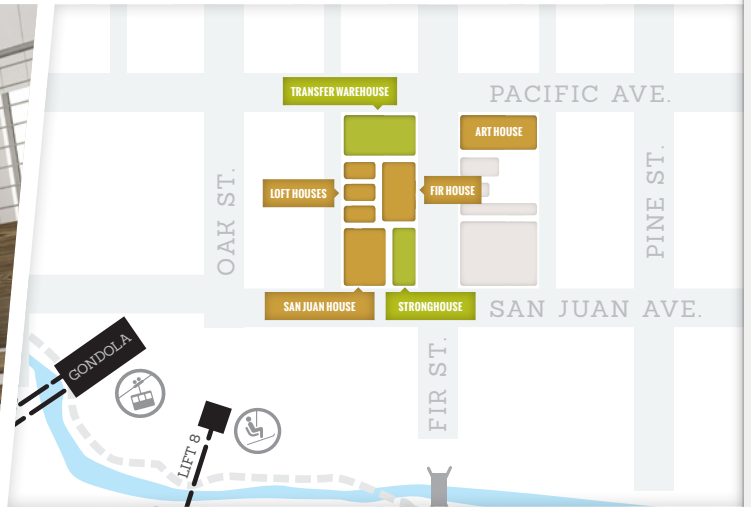 TRANSFER WAREHOUSE
PACIFIC AVE.
ART HOUSE
LOFT HOUSES
FIR HOUSE
OAK ST.
PINE ST.
SAN JUAN HOUSE
STRONGHOUSE
SAN JUAN AVE.
GONDOLA
FIR ST.
LIFT 8